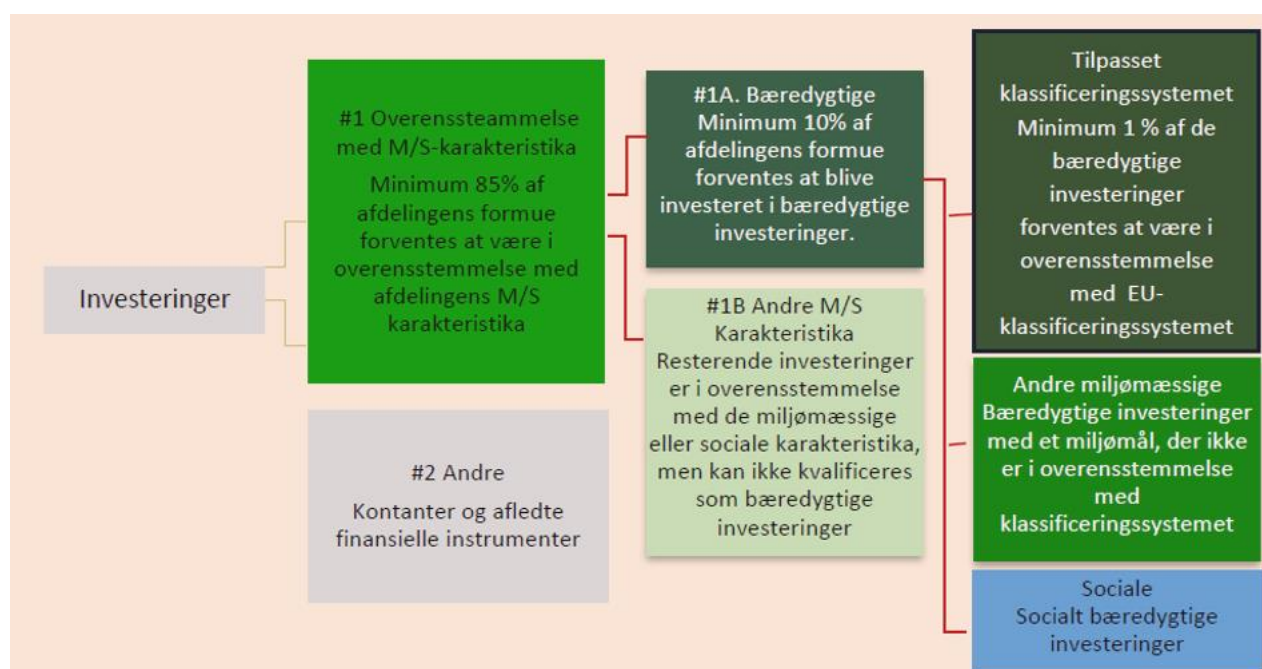 Investeringer
#1 Overenssteammelse
med M/S-karakteristika
Minimum 85% af
afdelingens formue
forventes at være i
overensstemmelse med
afdelingens M/S
karakteristika
#2 Andre
Kontanter og afledte
finansielle instrumenter
#1A. Bæredygtige
Minimum 10% af
afdelingens formue
forventes at blive
investeret i bæredygtige
investeringer.
#1B Andre M/S
Karakteristika
Resterende investeringer
er i overensstemmelse
med de miljømæssige
eller sociale karakteristika,
men kan ikke kvalificeres
som bæredygtige
investeringer
Tilpasset
klassificeringssystemet
Minimum 1 % af de
bæredygtige
investeringer
forventes at være i
overensstemmelse
med EU-
klassificeringssystemet
Andre miljømæssige
Bæredygtige investeringer
med et miljømål, der ikke
er i overensstemmelse
med
klassificeringssystemet
Sociale
Socialt bæredygtige
investeringer